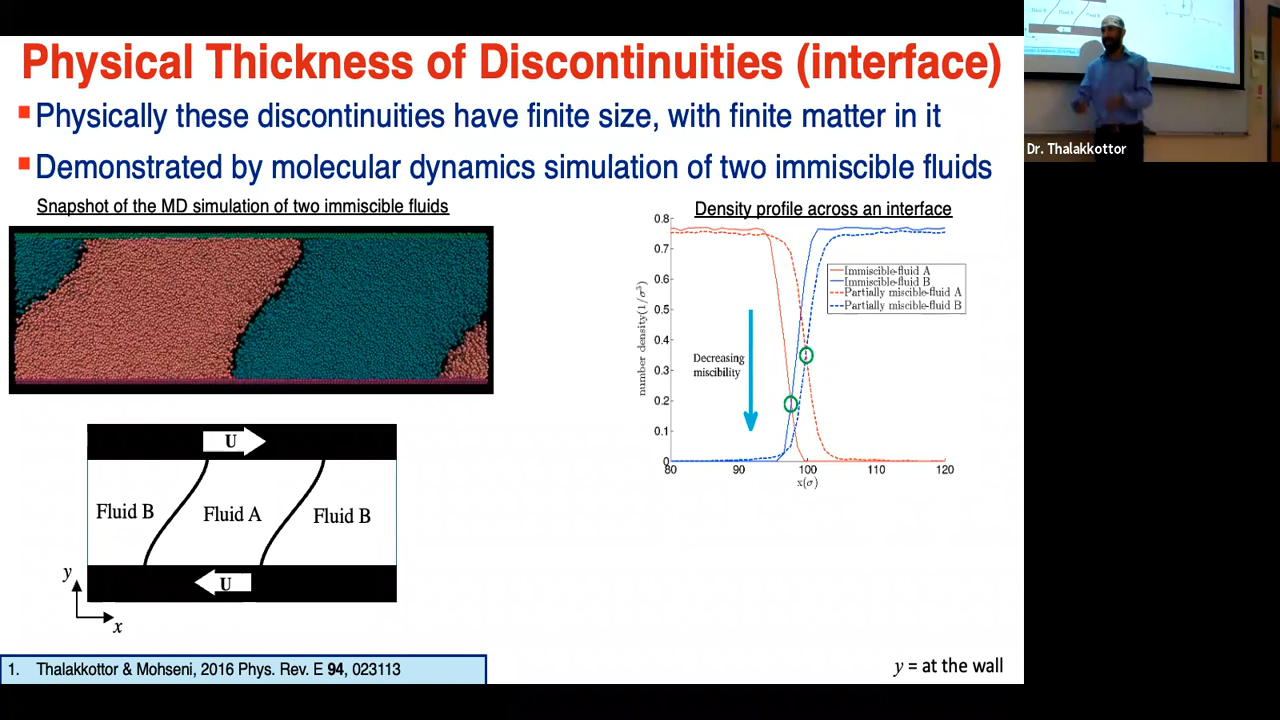 Physical Thickness of Discontinuities (interface)
Physically these discontinuities have finite size, with finite matter in it
Demonstrated by molecular dynamics simulation of two immiscible fluids
Snapshot of the MD simulation of two immiscible fluids
Density profile across an interface
0.8
0.7
0.6
0.5
0.4
0.3
0.2
0.1
0
80
90
100
110
120
number density(1/σ³)
x(σ)
Immiscible-fluid A
Immiscible-fluid B
Partially miscible-fluid A
Partially miscible-fluid B
Decreasing
miscibility
U
Fluid B
Fluid A
Fluid B
U
y
x
1. Thalakkottor & Mohseni, 2016 Phys. Rev. E 94, 023113
y = at the wall
Dr. Thalakkottor